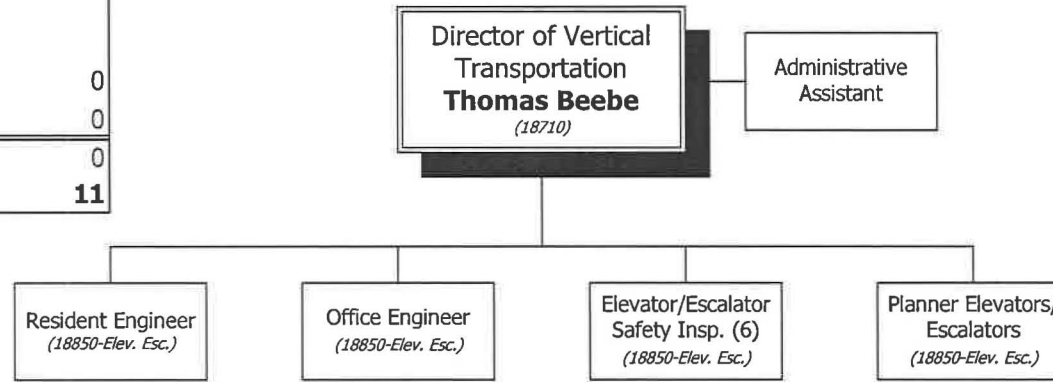 0
0
0
11
Director of Vertical
Transportation
Thomas Beebe
(18710)
Administrative
Assistant
Resident Engineer
(18850-Elev. Esc.)
Office Engineer
(18850-Elev. Esc.)
Elevator/Escalator
Safety Insp. (6)
(18850-Elev. Esc.)
Planner Elevators/
Escalators
(18850-Elev. Esc.)